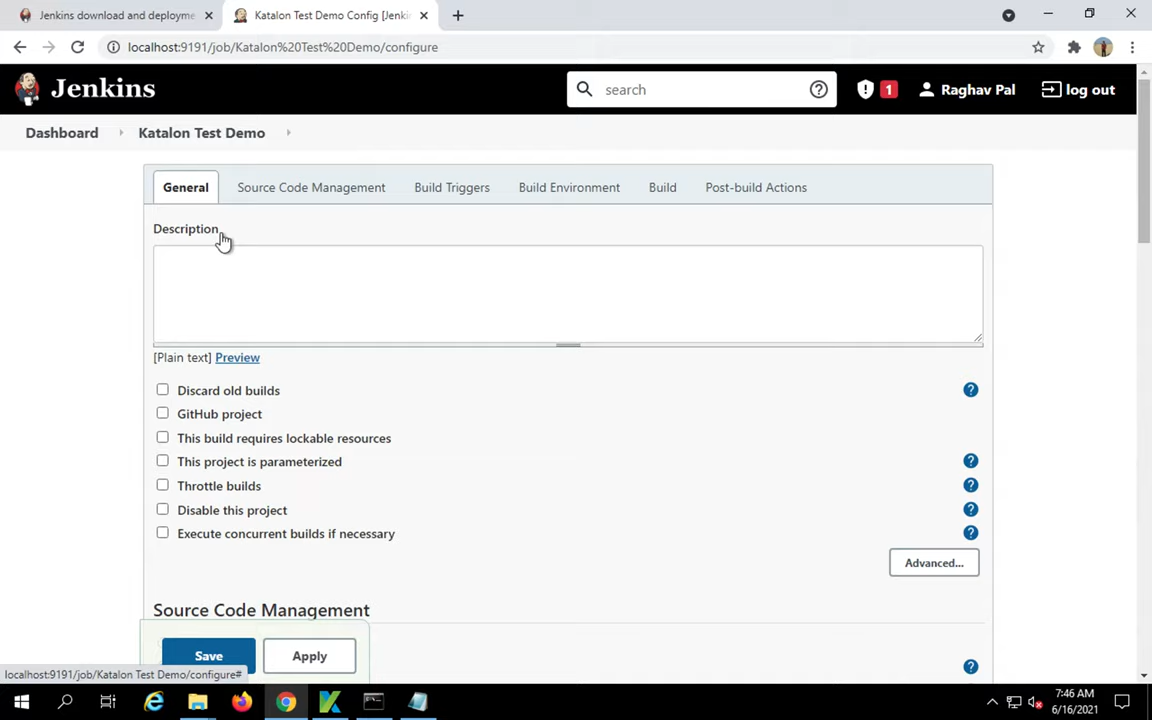 Jenkins download and deployme
Katalon Test Demo Config [Jenki
localhost:9191/job/Katalon%20Test%20Demo/configure
Jenkins
search
1
Raghav Pal
log out
Dashboard
Katalon Test Demo
General
Source Code Management
Build Triggers
Build Environment
Build
Post-build Actions
Description
[Plain text] Preview
Discard old builds
GitHub project
This build requires lockable resources
This project is parameterized
Throttle builds
Disable this project
Execute concurrent builds if necessary
Advanced...
Source Code Management
Save
Apply
localhost:9191/job/Katalon Test Demo/configure#
7:46 AM
6/16/2021